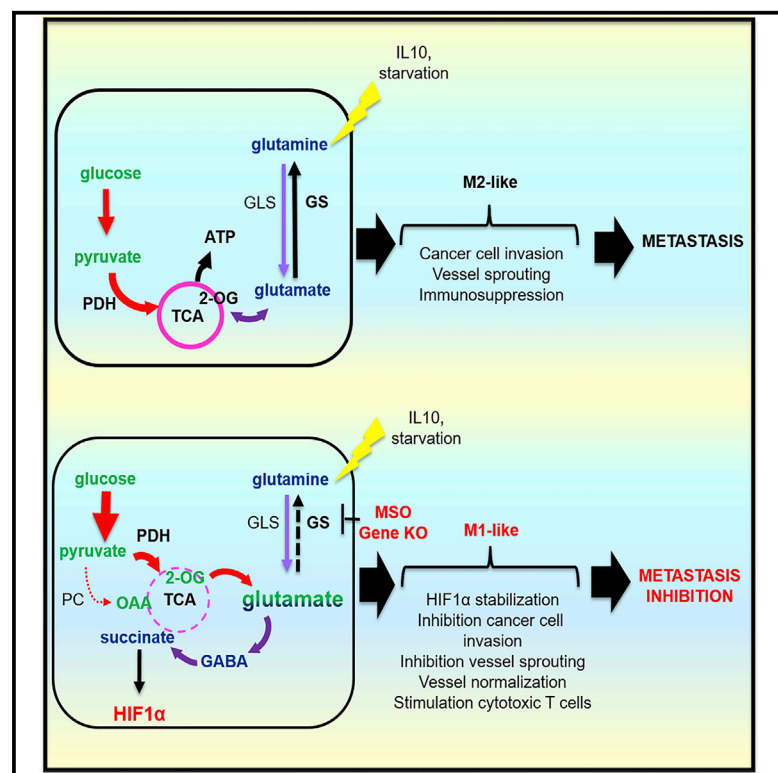 IL10,
starvation
glutamine
glucose
GLS
GS
M2-like
ATP
pyruvate
Cancer cell invasion
Vessel sprouting
Immunosuppression
METASTASIS
PDH
2-OG
glutamate
TCA
IL10,
starvation
glucose
glutamine
MSO
Gene KO
GLS
GS
PDH
M1-like
pyruvate
2-OG
PC
OAA
TCA
glutamate
METASTASIS
INHIBITION
HIF1α stabilization
Inhibition cancer cell
invasion
Inhibition vessel sprouting
Vessel normalization
Stimulation cytotoxic T cells
succinate
GABA
HIF1α